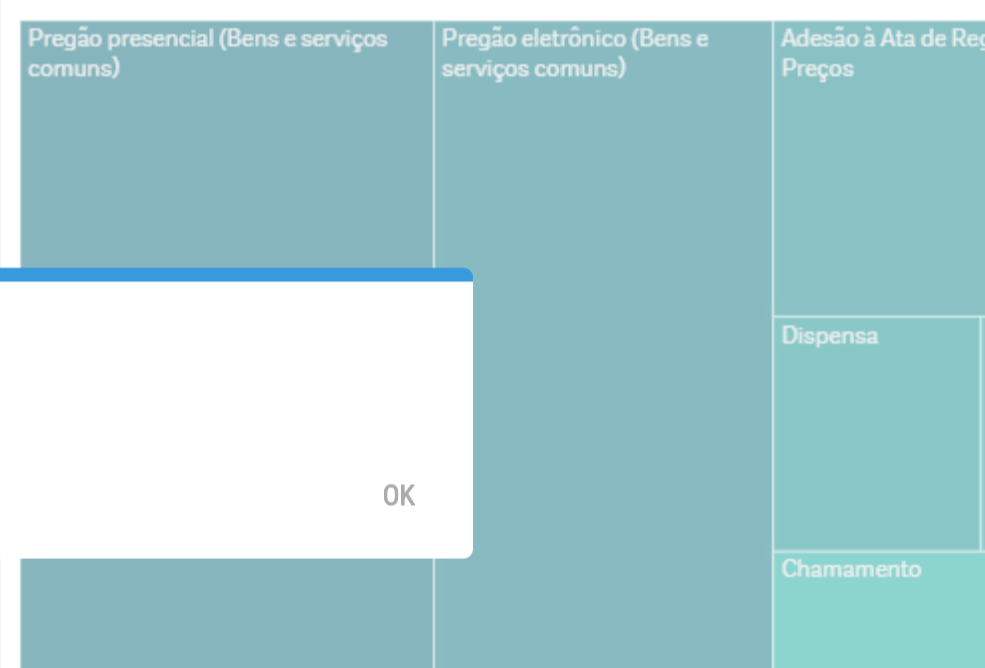 Pregão presencial (Bens e serviços
comuns)
Pregão eletrônico (Bens e
serviços comuns)
Adesão à Ata de
Preços
Dispensa
OK
Chamamento